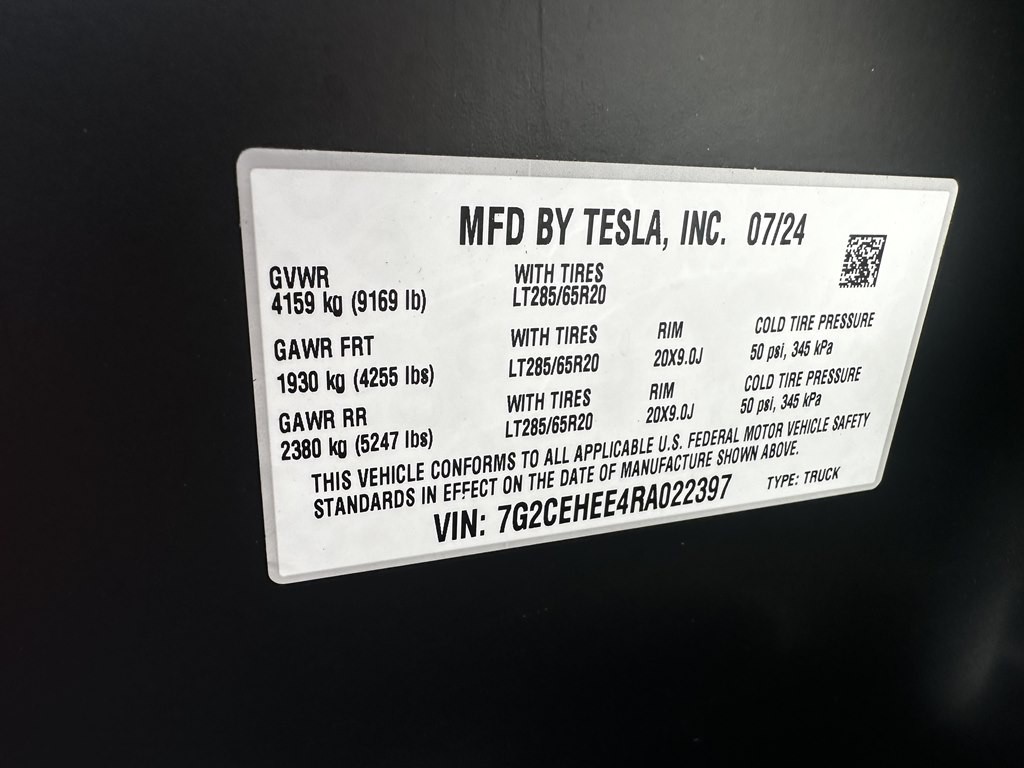 MFD BY TESLA, INC. 07/24
GVWR WITH TIRES
4159 kg (9169 lb) LT285/65R20
GAWR FRT WITH TIRES RIM COLD TIRE PRESSURE
1930 kg (4255 lbs) LT285/65R20 20X9.0J 50 psi, 345 kPa
GAWR RR WITH TIRES RIM COLD TIRE PRESSURE
2380 kg (5247 lbs) LT285/65R20 20X9.0J 50 psi, 345 kPa
THIS VEHICLE CONFORMS TO ALL APPLICABLE U.S. FEDERAL MOTOR VEHICLE SAFETY
STANDARDS IN EFFECT ON THE DATE OF MANUFACTURE SHOWN ABOVE.
VIN: 7G2CEHEE4RA022397 TYPE: TRUCK